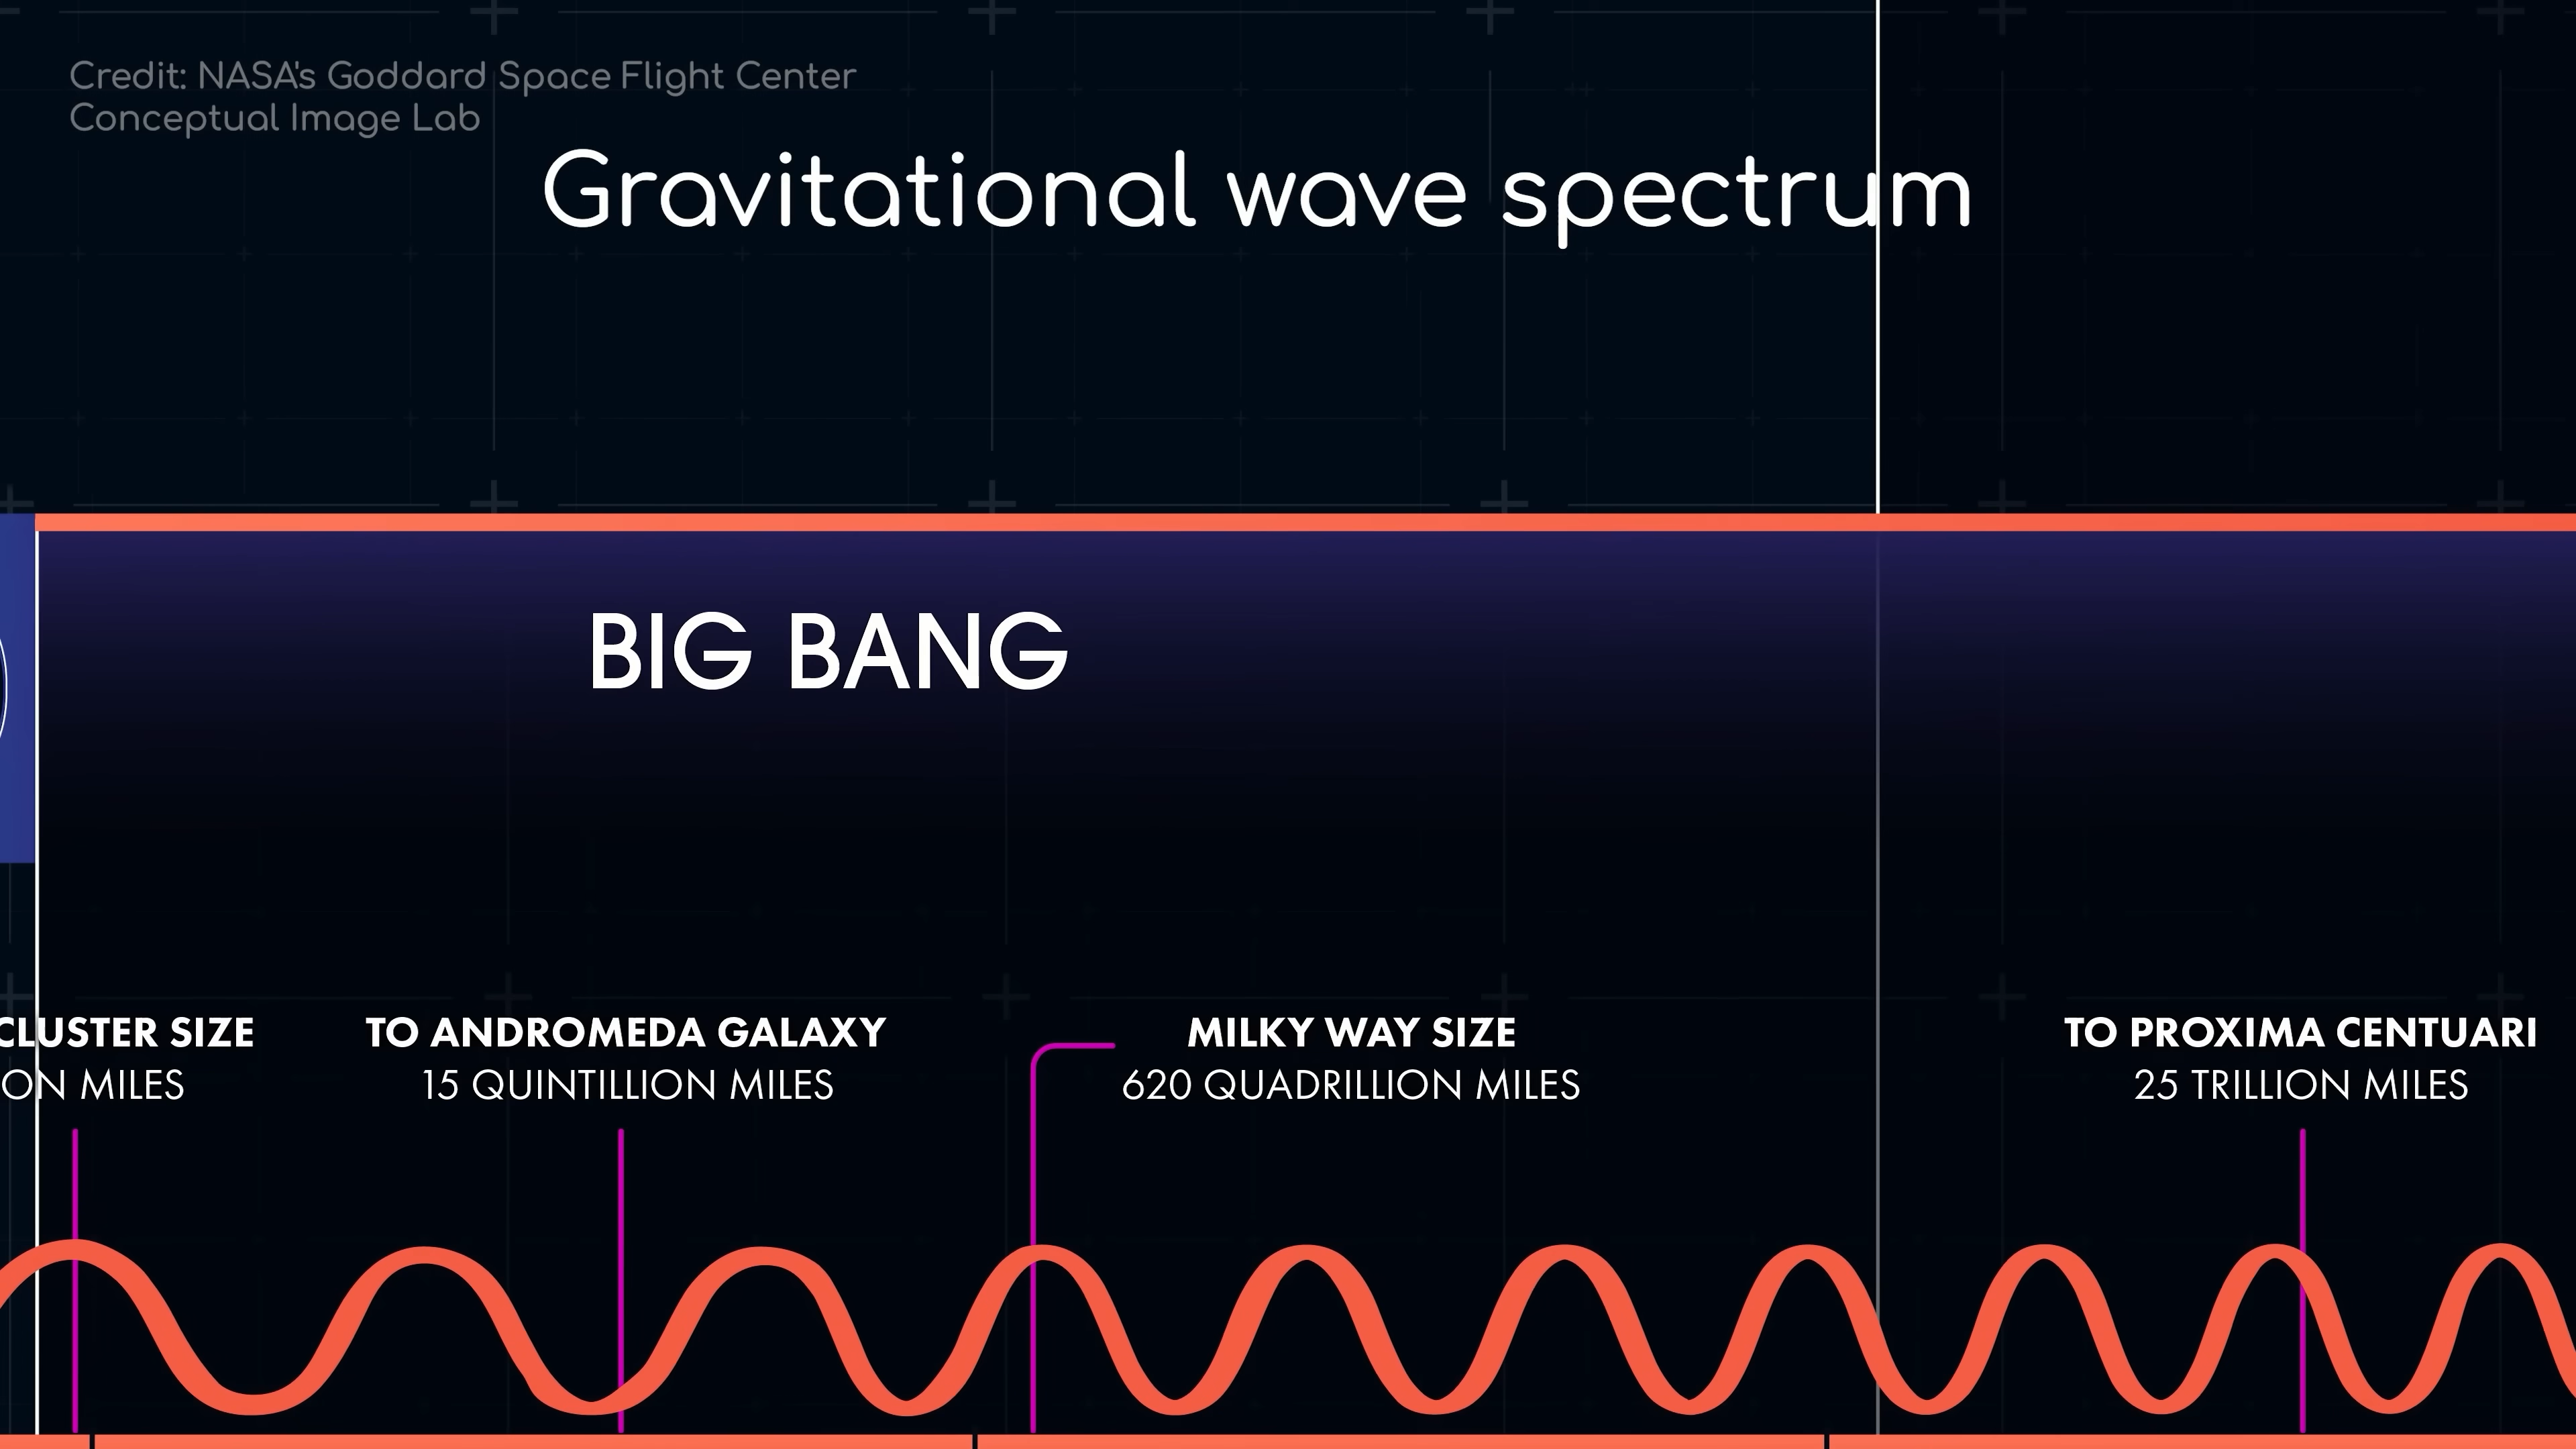 Credit: NASA's Goddard Space Flight Center
Conceptual Image Lab
Gravitational wave spectrum
BIG BANG
CLUSTER SIZE
MILES
TO ANDROMEDA GALAXY
15 QUINTILLION MILES
MILKY WAY SIZE
620 QUADRILLION MILES
TO PROXIMA CENTUARI
25 TRILLION MILES